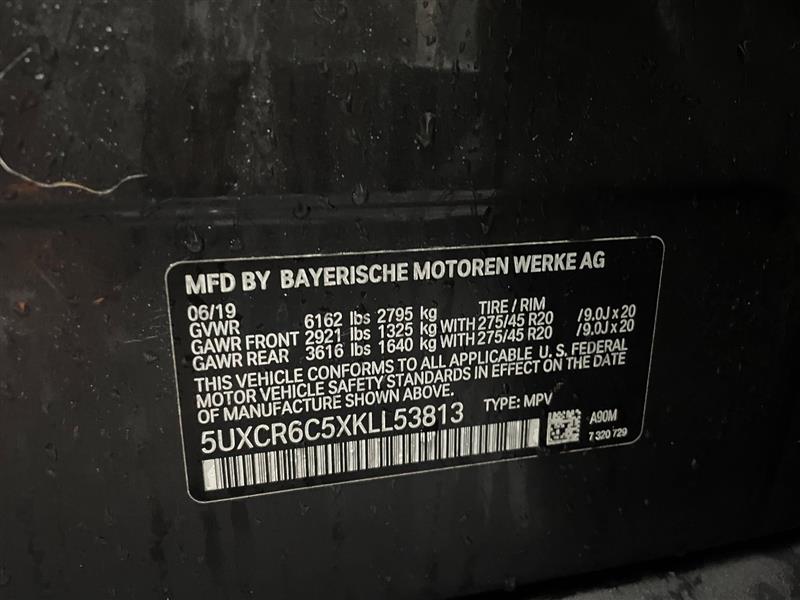 MFD BY BAYERISCHE MOTOREN WERKE AG
06/19 TIRE / RIM
GVWR 6162 lbs 2795 kg
GAWR FRONT 2921 lbs 1325 kg WITH 275/45 R20 /9.0J x 20
GAWR REAR 3616 lbs 1640 kg WITH 275/45 R20 /9.0J x 20
THIS VEHICLE CONFORMS TO ALL APPLICABLE U. S. FEDERAL
MOTOR VEHICLE SAFETY STANDARDS IN EFFECT ON THE DATE
OF MANUFACTURE SHOWN ABOVE.
5UXCR6C5XKLL53813 TYPE: MPV
A90M
7 320 729